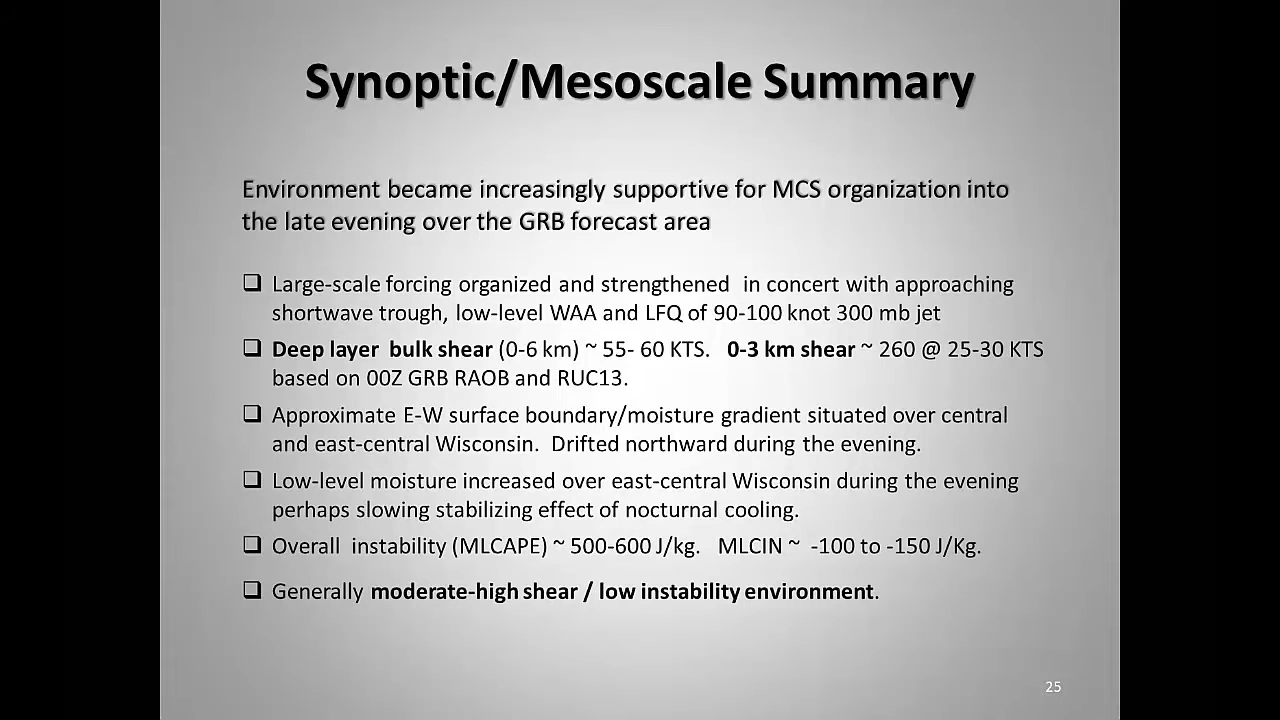 Synoptic/Mesoscale Summary
Environment became increasingly supportive for MCS organization into
the late evening over the GRB forecast area
❑ Large-scale forcing organized and strengthened in concert with approaching
shortwave trough, low-level WAA and LFQ of 90-100 knot 300 mb jet
❑ Deep layer bulk shear (0-6 km) ~ 55- 60 KTS. 0-3 km shear ~ 260 @ 25-30 KTS
based on 00Z GRB RAOB and RUC13.
❑ Approximate E-W surface boundary/moisture gradient situated over central
and east-central Wisconsin. Drifted northward during the evening.
❑ Low-level moisture increased over east-central Wisconsin during the evening
perhaps slowing stabilizing effect of nocturnal cooling.
❑ Overall instability (MLCAPE) ~ 500-600 J/kg. MLCIN ~ -100 to -150 J/Kg.
❑ Generally moderate-high shear / low instability environment.
25